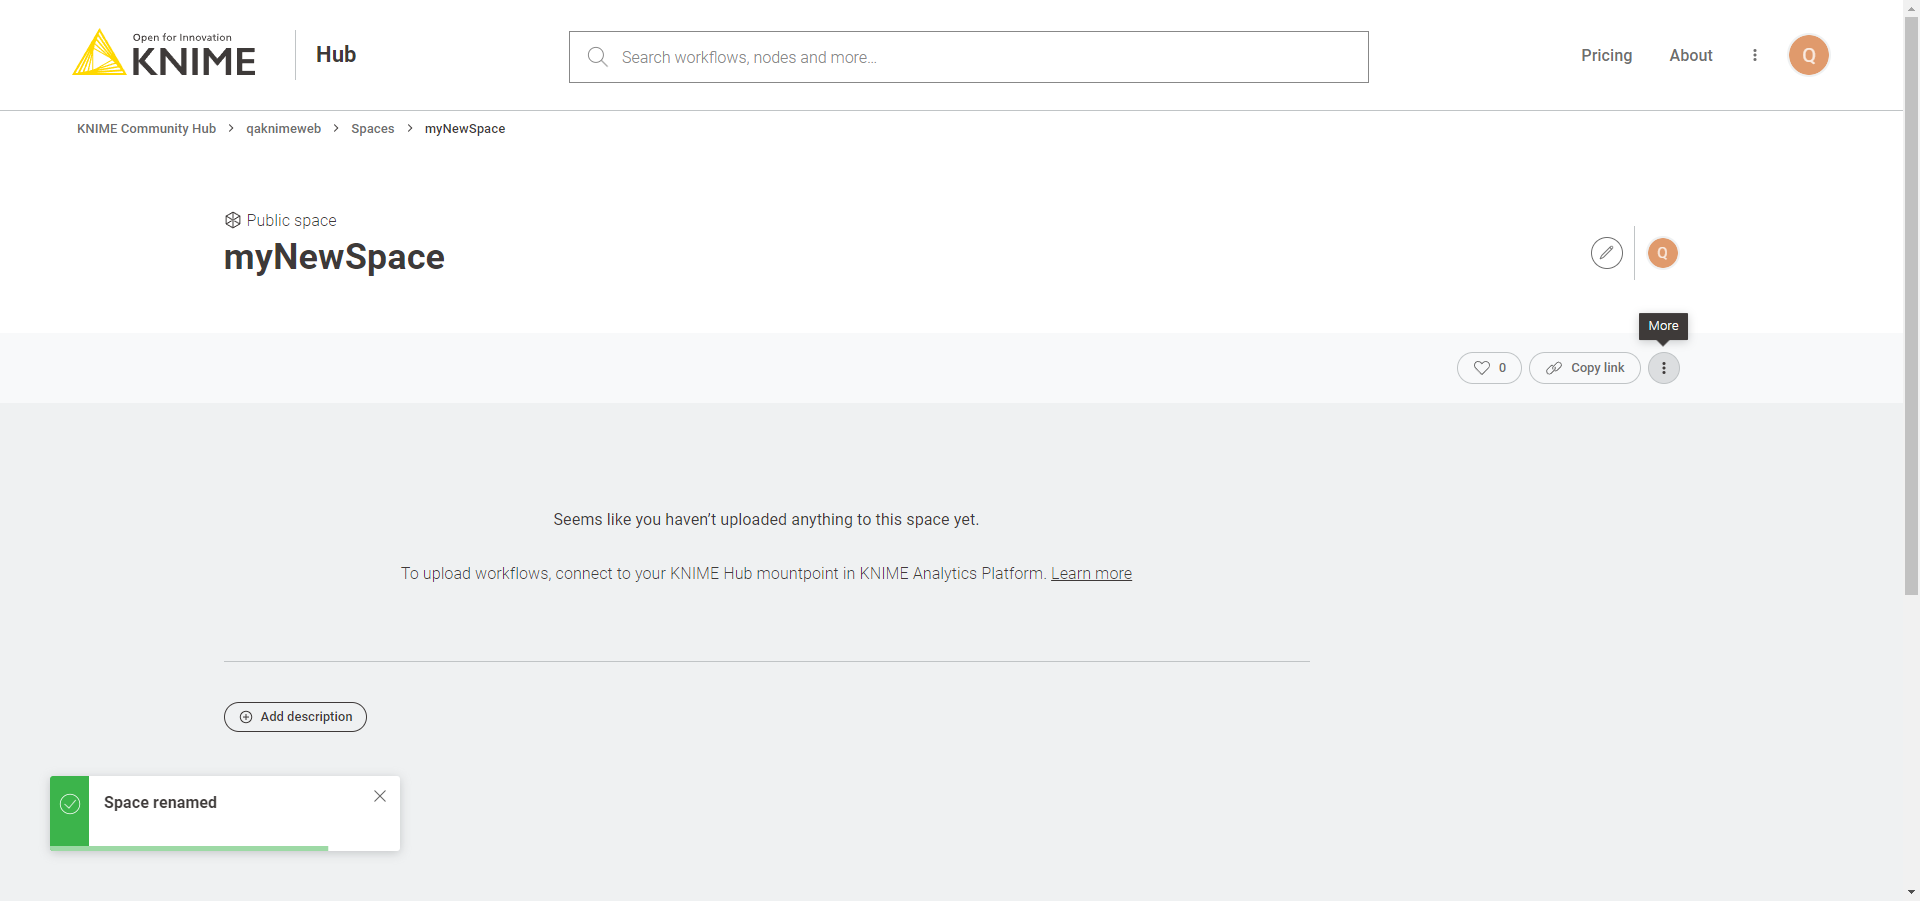 Open for Innovation
KNIME
Hub
Search workflows, nodes and more...
Pricing
About
Q
KNIME Community Hub > qaknimeweb > Spaces > myNewSpace
Public space
myNewSpace
Q
More
0
Copy link
Seems like you haven’t uploaded anything to this space yet.
To upload workflows, connect to your KNIME Hub mountpoint in KNIME Analytics Platform. Learn more
Add description
Space renamed